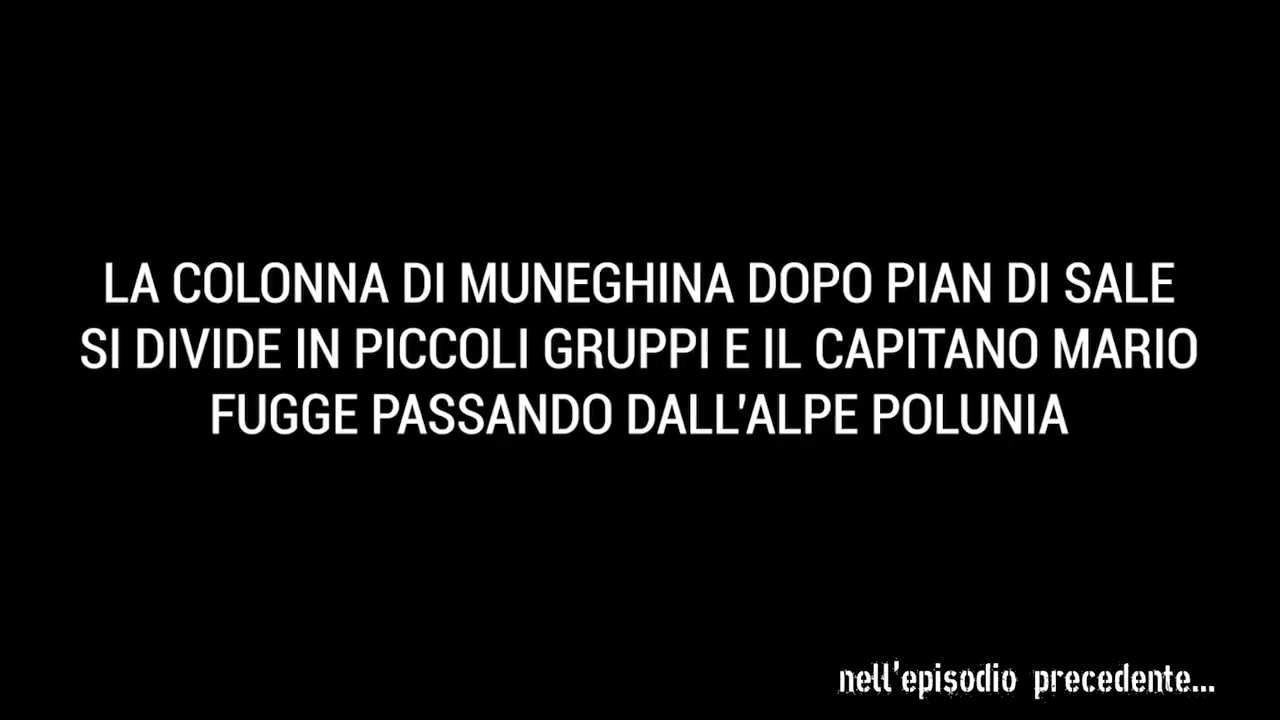 LA COLONNA DI MUNEGHINA DOPO PIAN DI SALE
SI DIVIDE IN PICCOLI GRUPPI E IL CAPITANO MARIO
FUGGE PASSANDO DALL'ALPE POLUNIA
nell'episodio precedente...